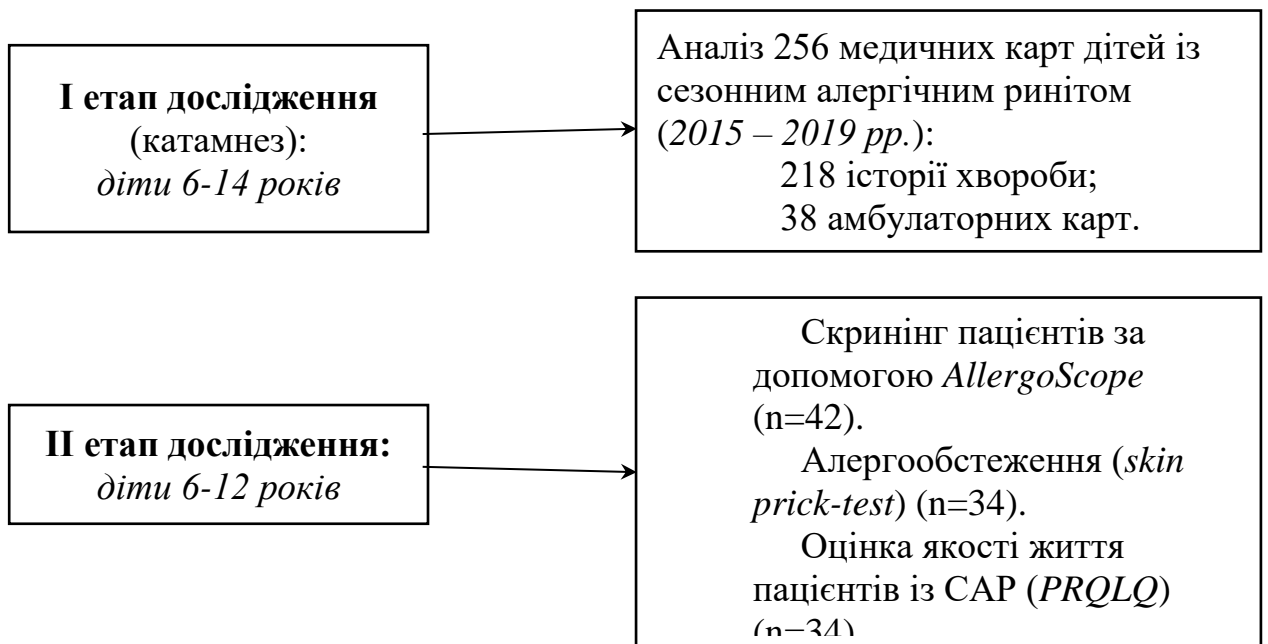 І етап дослідження
(катамнез):
діти 6-14 років
Аналіз 256 медичних карт дітей із
сезонним алергічним ринітом
(2015 – 2019 рр.):
218 історії хвороби;
38 амбулаторних карт.
ІІ етап дослідження:
діти 6-12 років
Скринінг пацієнтів за
допомогою AllergoScope
(n=42).
Алергообстеження (skin
prick-test) (n=34).
Оцінка якості життя
пацієнтів із САР (PRQLQ)
(n=34)